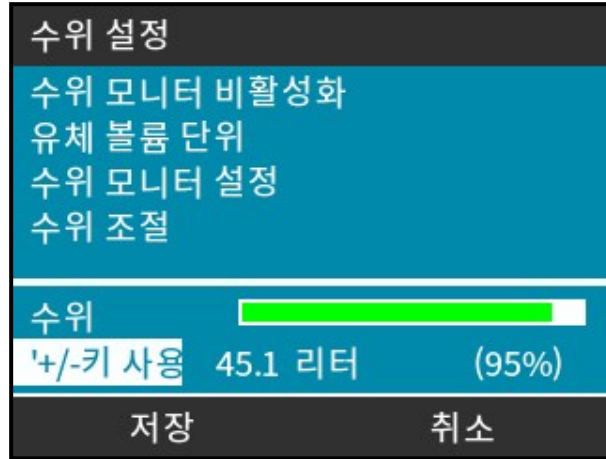 수위 설정
수위 모니터 비활성화
유체 볼륨 단위
수위 모니터 설정
수위 조절
수위
'+/-키 사용 45.1 리터 (95%)
저장 취소